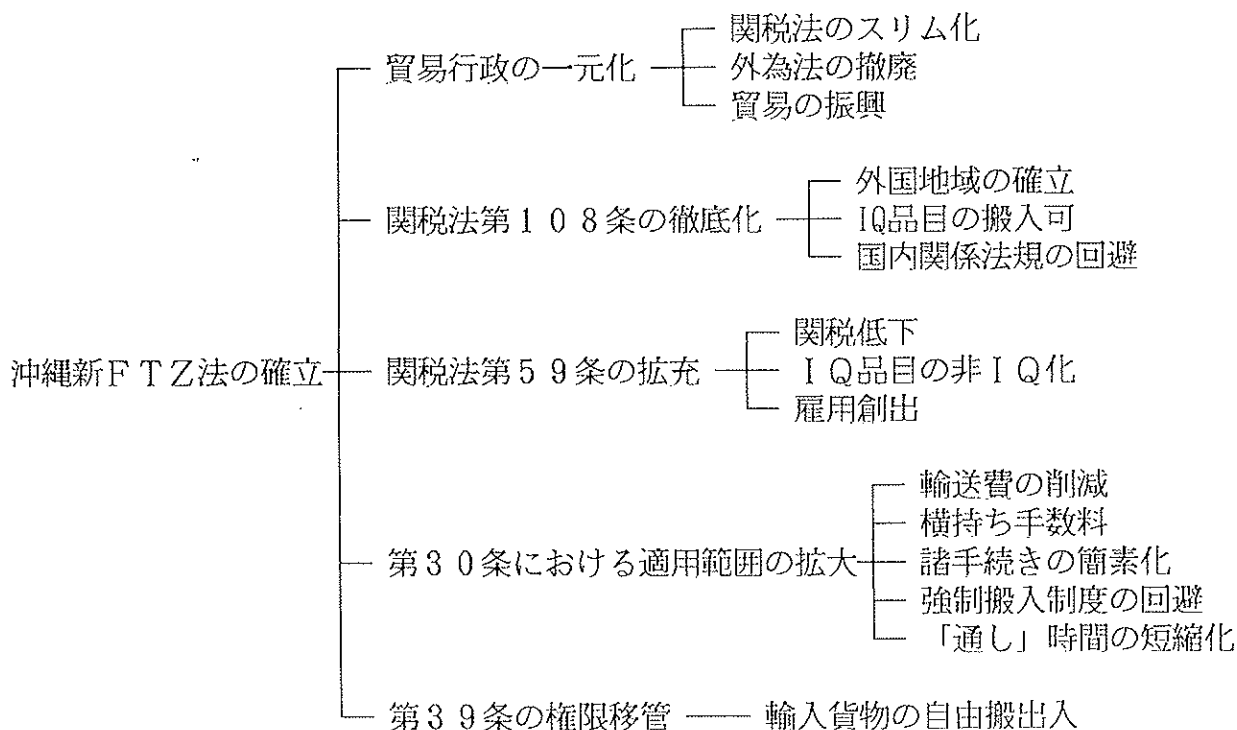 沖縄新ＦＴＺ法の確立
貿易行政の一元化
関税法のスリム化
外為法の撤廃
貿易の振興
関税法第１０８条の徹底化
外国地域の確立
IQ品目の搬入可
国内関係法規の回避
関税法第５９条の拡充
関税低下
ＩＱ品目の非ＩＱ化
雇用創出
第３０条における適用範囲の拡大
輸送費の削減
横持ち手数料
諸手続きの簡素化
強制搬入制度の回避
「通し」時間の短縮化
第３９条の権限移管
輸入貨物の自由搬出入